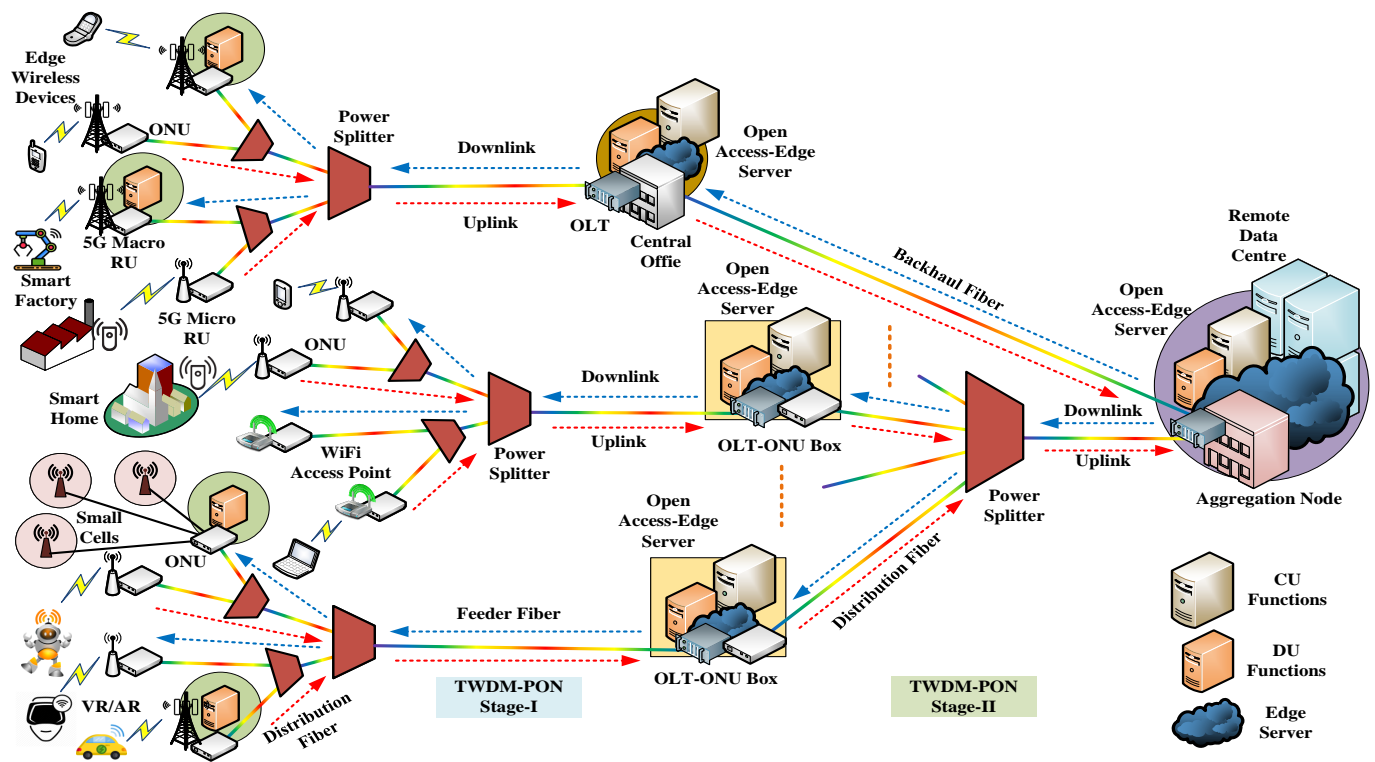 Edge
Wireless
Devices
ONU
Power
Splitter
Downlink
Uplink
Open
Access-Edge
Server
OLT
Central
Offie
5G Macro
RU
Smart
Factory
5G Micro
RU
Backhaul Fiber
Remote
Data
Centre
Open
Access-Edge
Server
Open
Access-Edge
Server
ONU
Smart
Home
Downlink
Uplink
OLT-ONU Box
Downlink
Uplink
WiFi
Access Point
Power
Splitter
Power
Splitter
Aggregation Node
Small
Cells
ONU
Open
Access-Edge
Server
Distribution Fiber
Feeder Fiber
OLT-ONU Box
VR/AR
Distribution
Fiber
TWDM-PON
Stage-I
TWDM-PON
Stage-II
CU
Functions
DU
Functions
Edge
Server